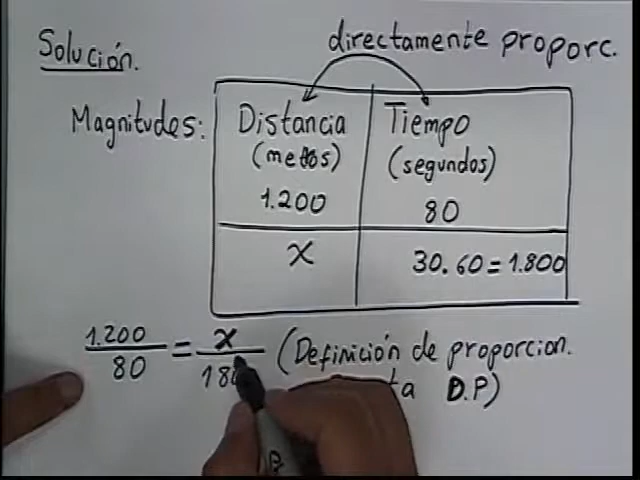 Solución.
directamente proporc.
Magnitudes:
Distancia Tiempo
(metros) (segundos)
1.200 80
x 30.60=1.800
1.200 = x (Definición de proporcion.
80 18
D.P)